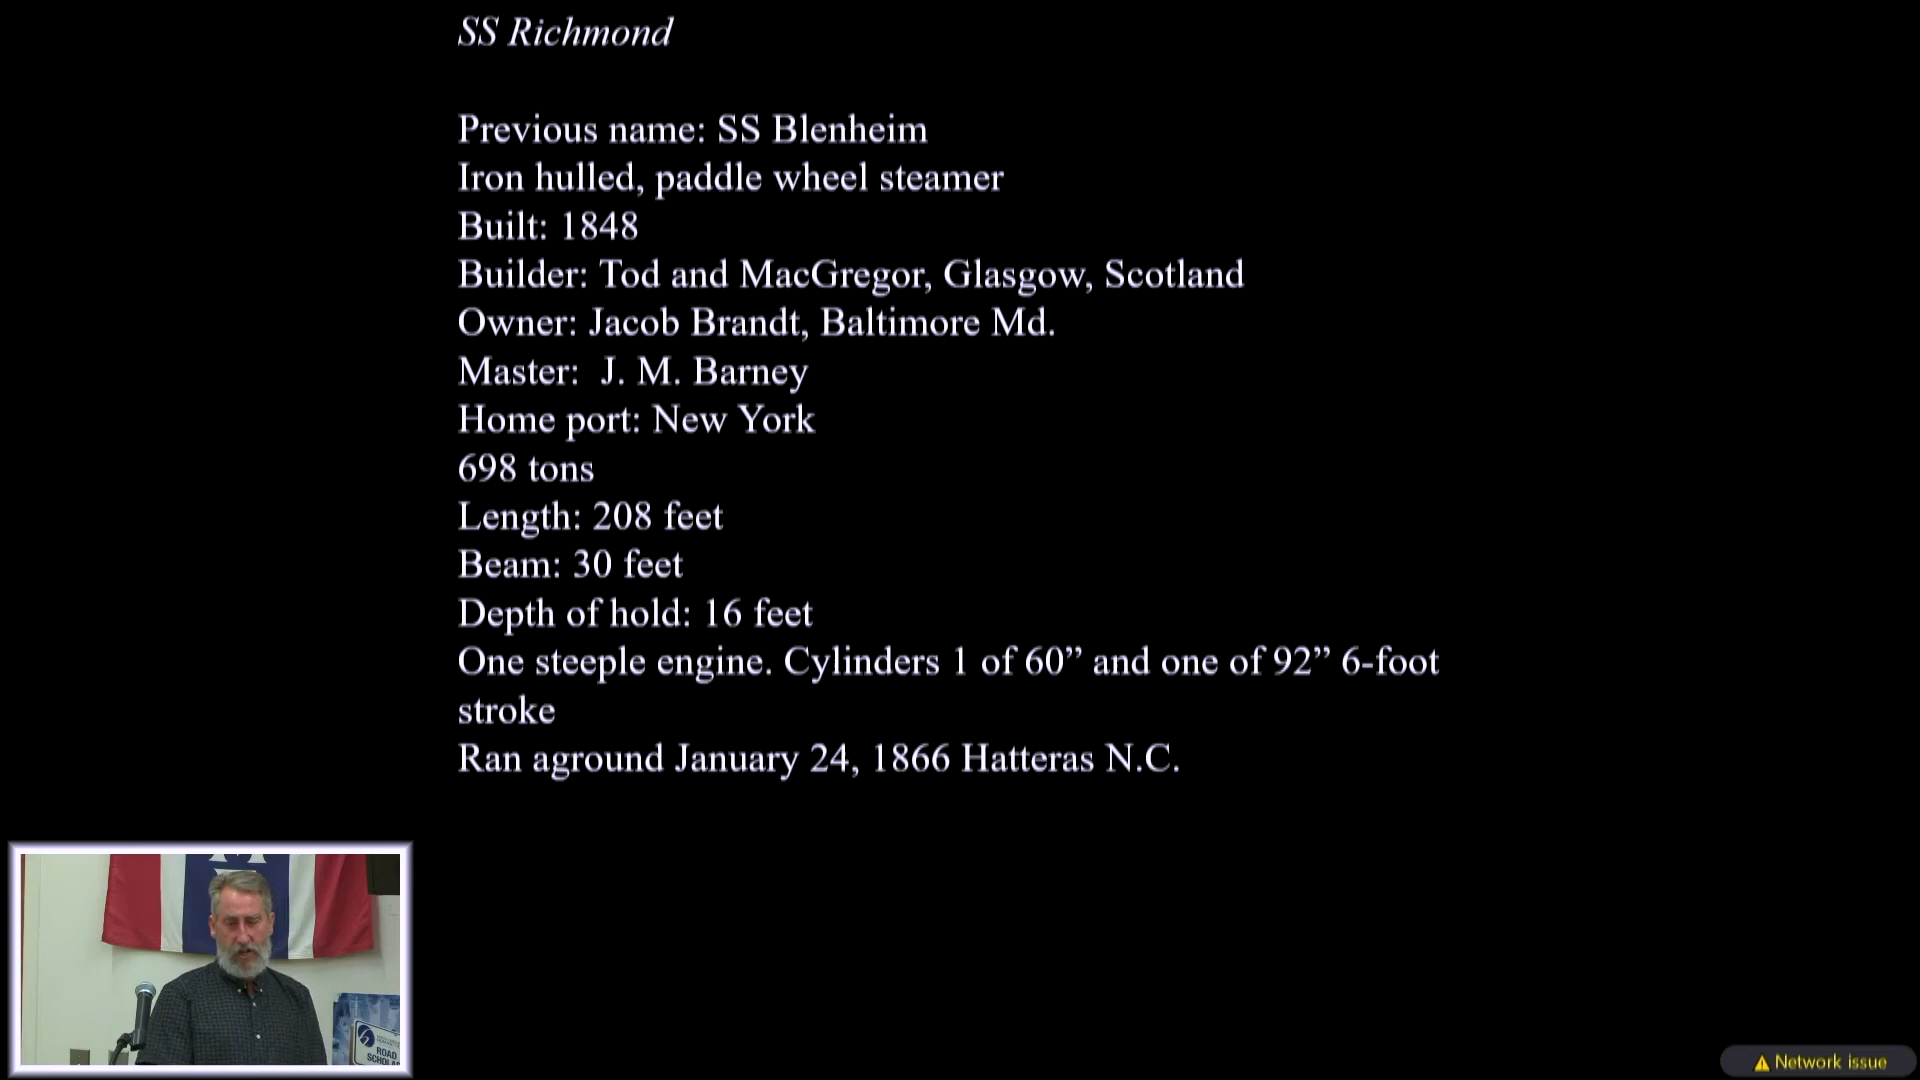 SS Richmond
Previous name: SS Blenheim
Iron hulled, paddle wheel steamer
Built: 1848
Builder: Tod and MacGregor, Glasgow, Scotland
Owner: Jacob Brandt, Baltimore Md.
Master:  J. M. Barney
Home port: New York
698 tons
Length: 208 feet
Beam: 30 feet
Depth of hold: 16 feet
One steeple engine. Cylinders 1 of 60” and one of 92” 6-foot
stroke
Ran aground January 24, 1866 Hatteras N.C.
ROAD
Network issue